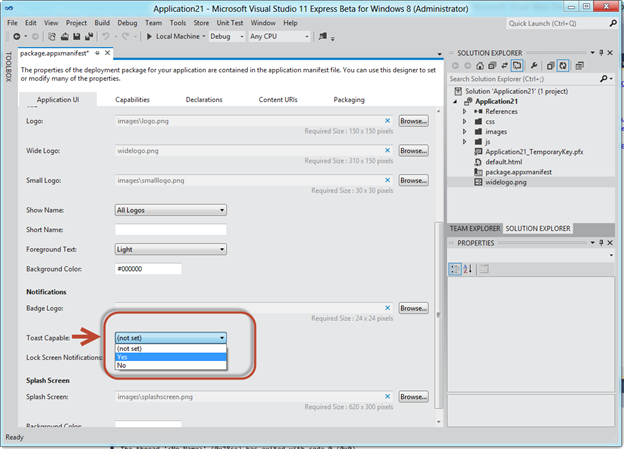 Application21 - Microsoft Visual Studio 11 Express Beta for Windows 8 (Administrator)
File Edit View Project Build Debug Team Tools Store Unit Test Window Help
Quick Launch (Ctrl+Q)
Local Machine Debug Any CPU
TOOLBOX
package.appxmanifest*
The properties of the deployment package for your application are contained in the application manifest file. You can use this designer to set
or modify many of the properties.
Application UI Capabilities Declarations Content URIs Packaging
Logo: images\logo.png Browse...
Required Size : 150 x 150 pixels
Wide Logo: widelogo.png Browse...
Required Size : 310 x 150 pixels
Small Logo: images\smalllogo.png Browse...
Required Size : 30 x 30 pixels
Show Name: All Logos
Short Name:
Foreground Text: Light
Background Color: #000000
Notifications
Badge Logo: Browse...
Required Size : 24 x 24 pixels
Toast Capable: (not set)
(not set)
Yes
Lock Screen Notifications:
No
Splash Screen
Splash Screen: images\splashscreen.png Browse...
Required Size : 620 x 300 pixels
Background Color:
Ready
SOLUTION EXPLORER
Search Solution Explorer (Ctrl+;)
Solution 'Application21' (1 project)
Application21
References
css
images
js
Application21_TemporaryKey.pfx
default.html
package.appxmanifest
widelogo.png
TEAM EXPLORER SOLUTION EXPLORER
PROPERTIES